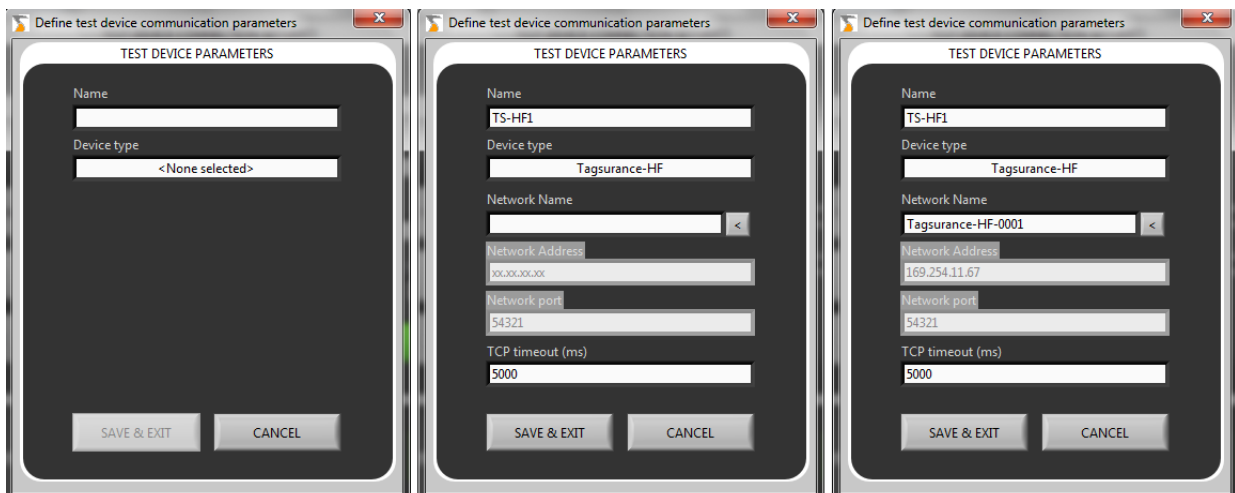 Define test device communication parameters
X
TEST DEVICE PARAMETERS
Name
Device type
<None selected>
SAVE & EXIT
CANCEL
Define test device communication parameters
X
TEST DEVICE PARAMETERS
Name
TS-HF1
Device type
Tagsurance-HF
Network Name
<
Network Address
xx.xx.xx.xx
Network port
54321
TCP timeout (ms)
5000
SAVE & EXIT
CANCEL
Define test device communication parameters
X
TEST DEVICE PARAMETERS
Name
TS-HF1
Device type
Tagsurance-HF
Network Name
Tagsurance-HF-0001
<
Network Address
169.254.11.67
Network port
54321
TCP timeout (ms)
5000
SAVE & EXIT
CANCEL